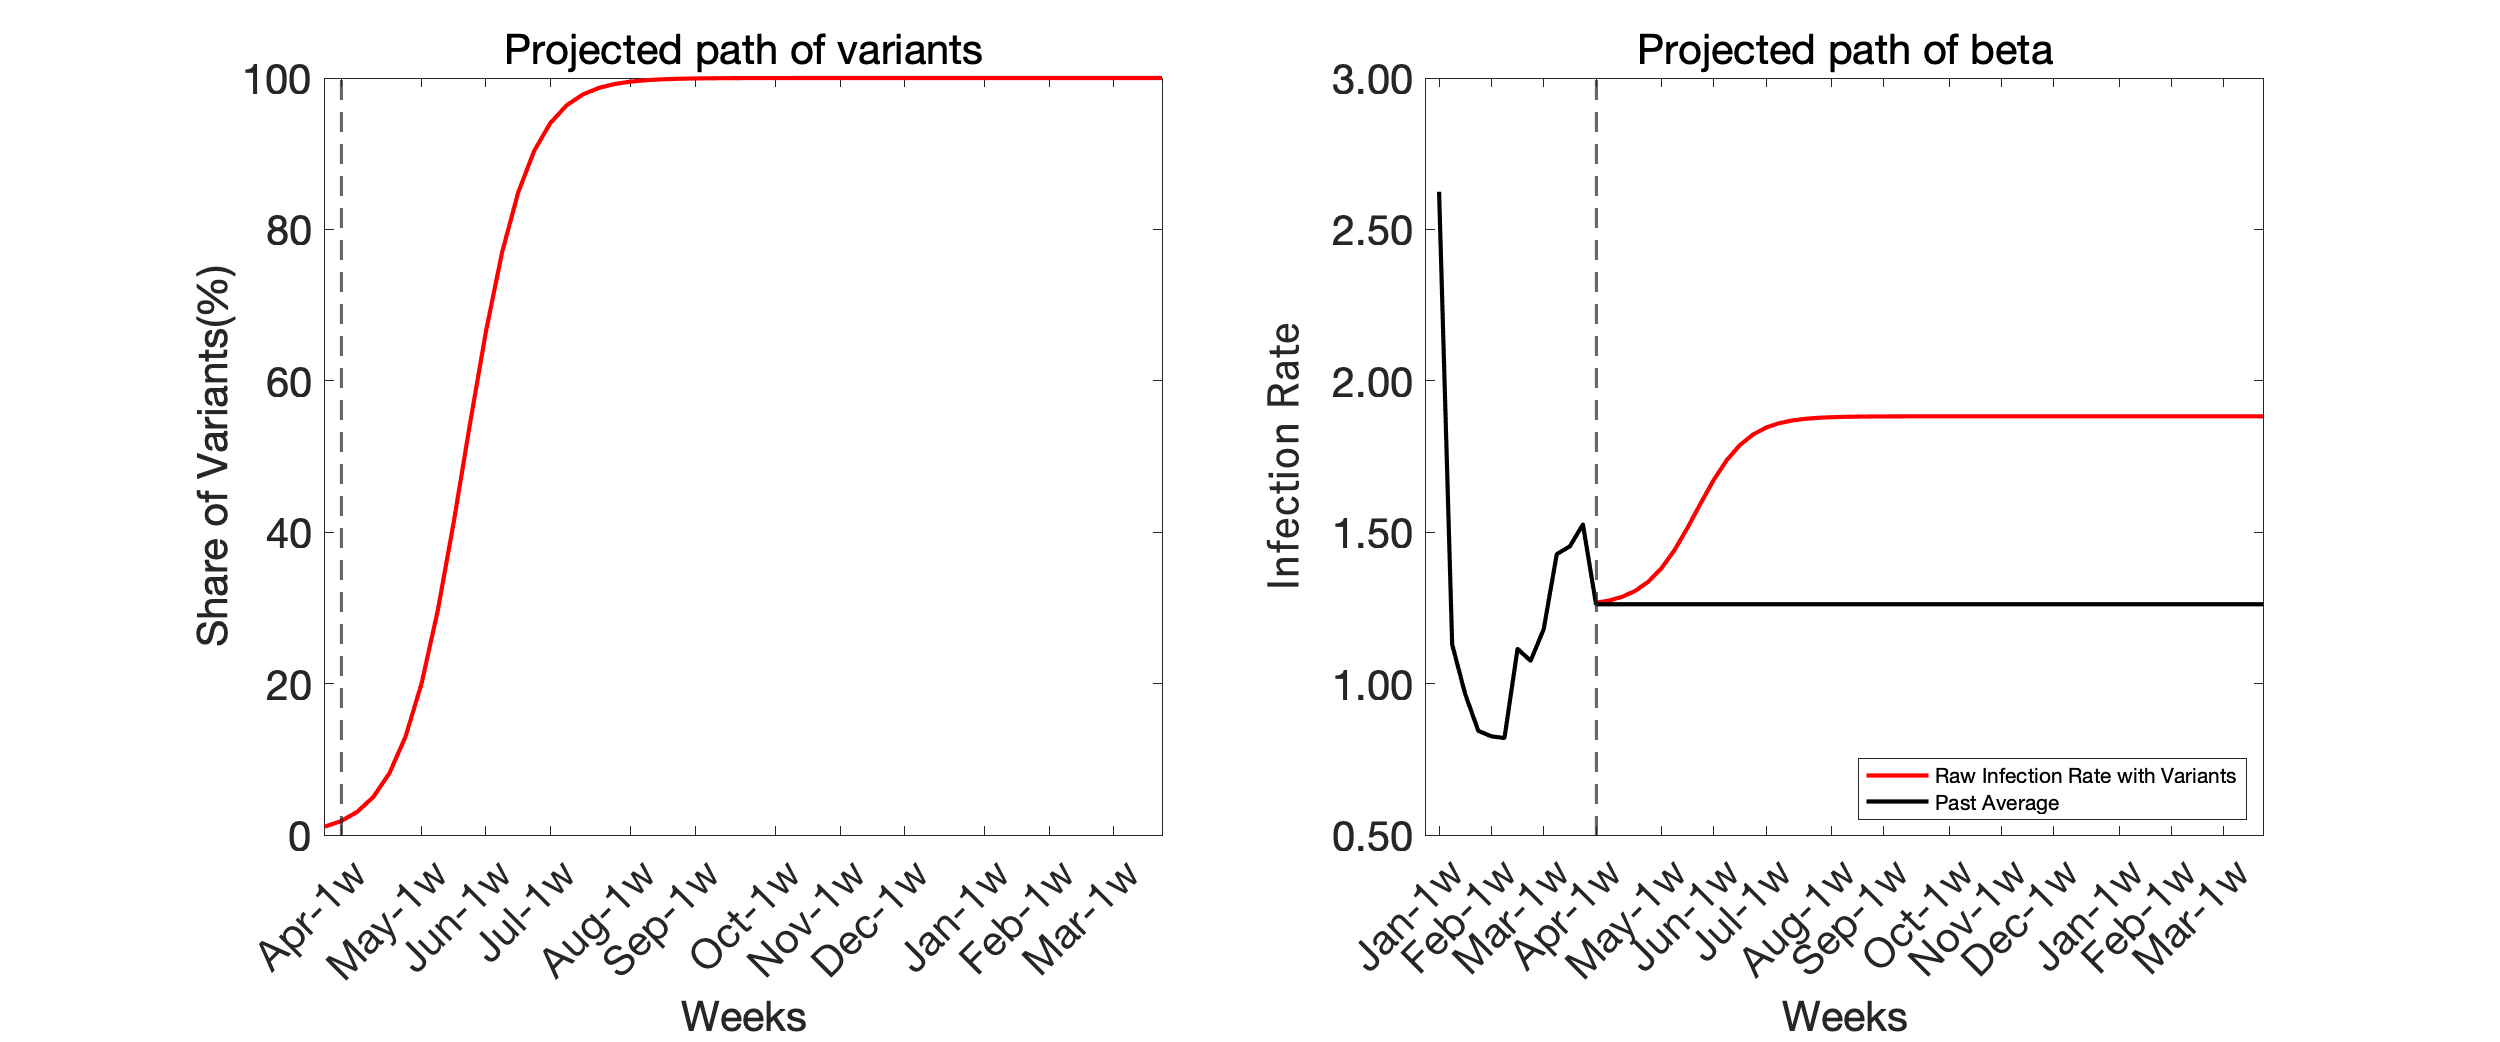 Projected path of variants
100
80
60
40
20
0
Share of Variants(%)
Apr-1w
May-1w
Jun-1w
Jul-1w
Aug-1w
Sep-1w
Oct-1w
Nov-1w
Dec-1w
Jan-1w
Feb-1w
Mar-1w
Weeks
Projected path of beta
3.00
2.50
2.00
1.50
1.00
0.50
Infection Rate
Jan-1w
Feb-1w
Mar-1w
Apr-1w
May-1w
Jun-1w
Jul-1w
Aug-1w
Sep-1w
Oct-1w
Nov-1w
Dec-1w
Jan-1w
Feb-1w
Mar-1w
Weeks
Raw Infection Rate with Variants
Past Average